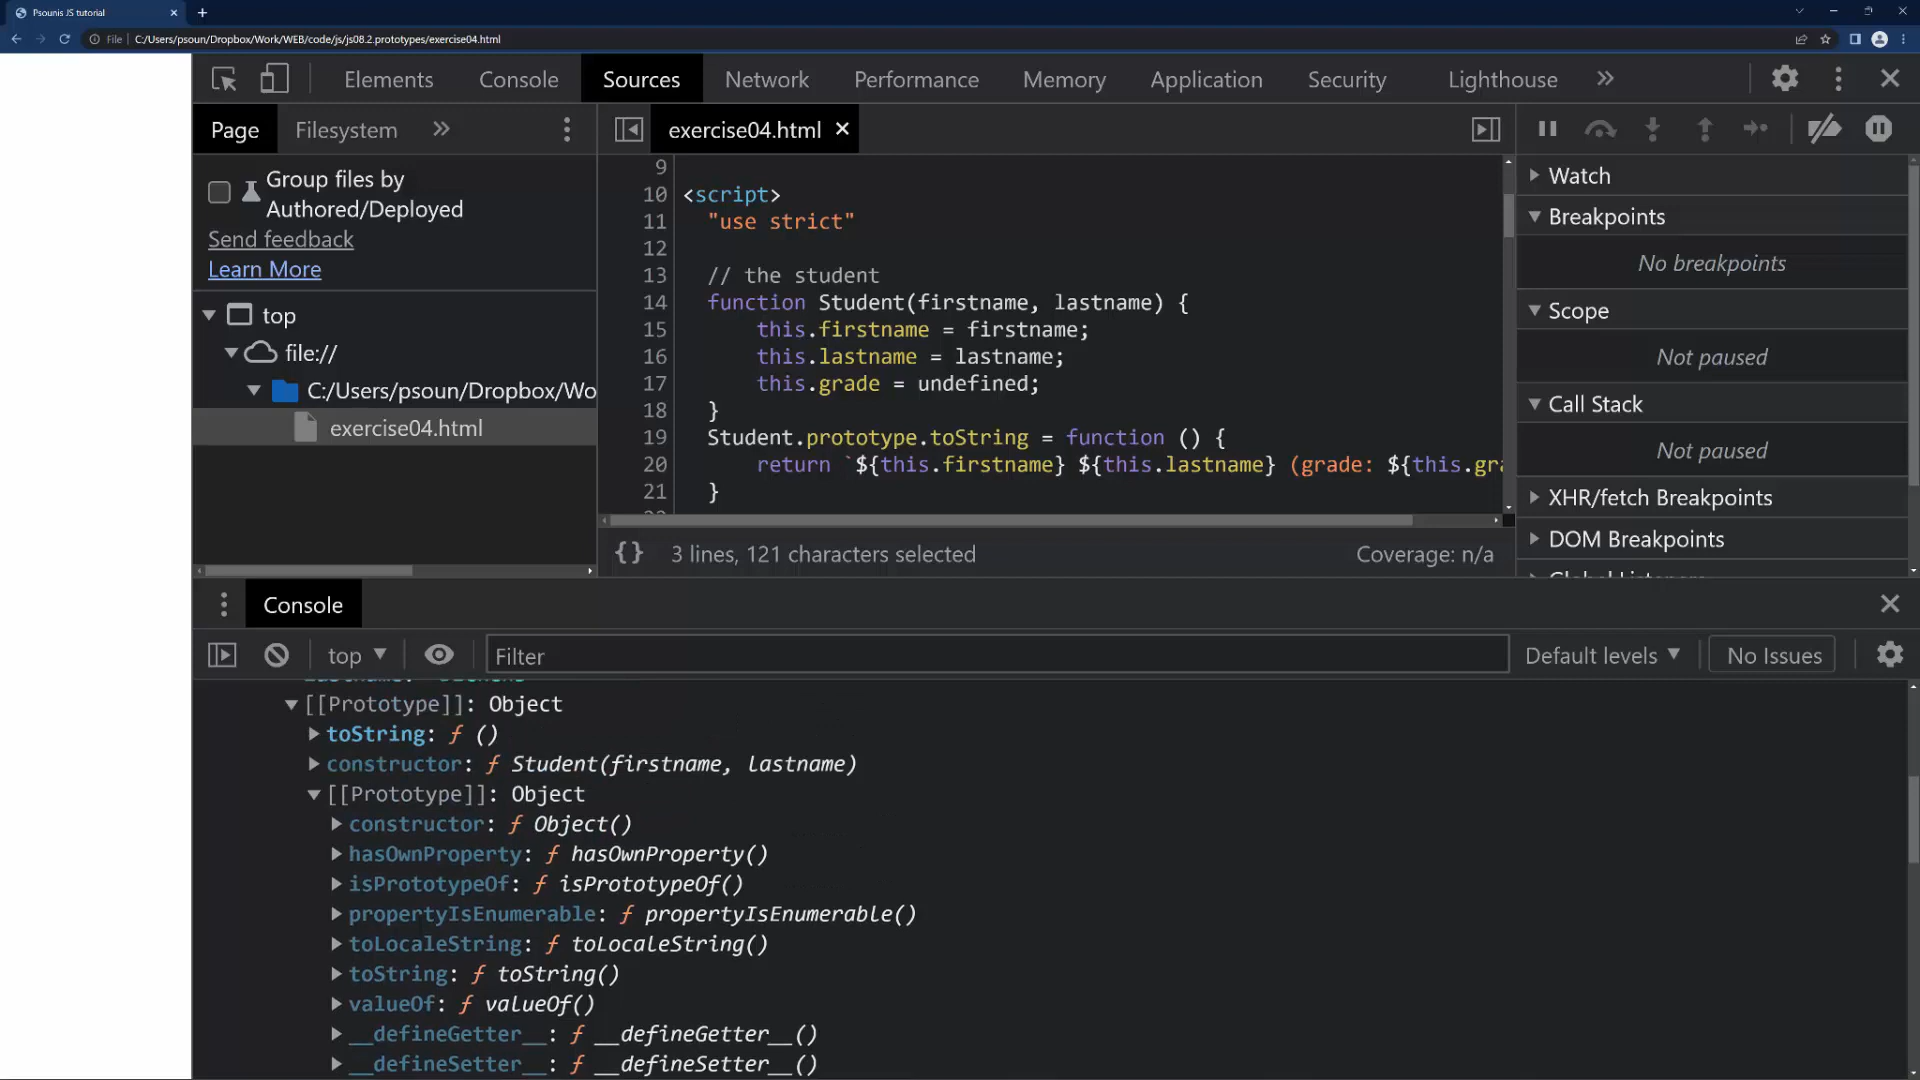 Psounis JS tutorial
File C:/Users/psoun/Dropbox/Work/WEB/code/js/js08.2.prototypes/exercise04.html
Elements Console Sources Network Performance Memory Application Security Lighthouse
Page Filesystem
exercise04.html
Group files by
Authored/Deployed
Send feedback
Learn More
top
file://
C:/Users/psoun/Dropbox/Wo
exercise04.html
9
10 <script>
11 "use strict"
12
13 // the student
14 function Student(firstname, lastname) {
15 this.firstname = firstname;
16 this.lastname = lastname;
17 this.grade = undefined;
18 }
19 Student.prototype.toString = function () {
20 return `${this.firstname} ${this.lastname} (grade: ${this.gra
21 }
{} 3 lines, 121 characters selected
Coverage: n/a
Watch
Breakpoints
No breakpoints
Scope
Not paused
Call Stack
Not paused
XHR/fetch Breakpoints
DOM Breakpoints
Console
top
Filter
Default levels
No Issues
[[Prototype]]: Object
toString: ƒ ()
constructor: ƒ Student(firstname, lastname)
[[Prototype]]: Object
constructor: ƒ Object()
hasOwnProperty: ƒ hasOwnProperty()
isPrototypeOf: ƒ isPrototypeOf()
propertyIsEnumerable: ƒ propertyIsEnumerable()
toLocaleString: ƒ toLocaleString()
toString: ƒ toString()
valueOf: ƒ valueOf()
__defineGetter__: ƒ __defineGetter__()
__defineSetter__: ƒ __defineSetter__()